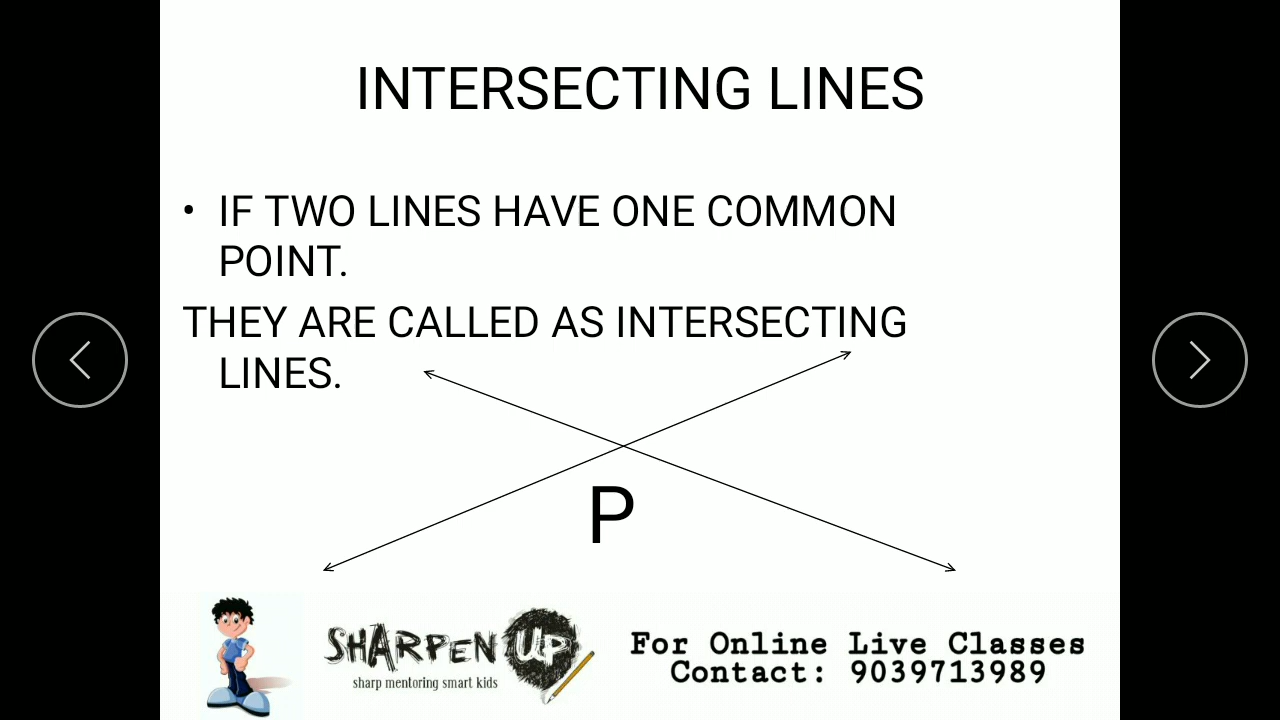 INTERSECTING LINES
• IF TWO LINES HAVE ONE COMMON
POINT.
THEY ARE CALLED AS INTERSECTING
LINES.
P
SHARPEN UP
sharp mentoring smart kids
For Online Live Classes
Contact: 9039713989